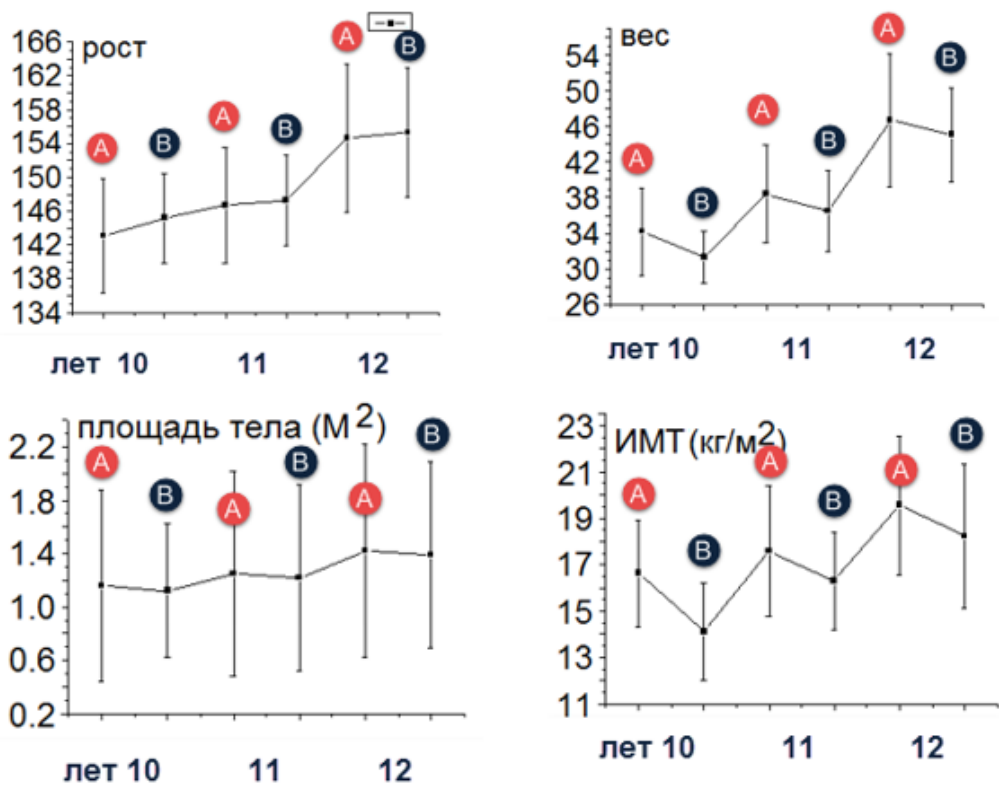 рост
166
162
158
154
150
146
142
138
134
A
B
A
B
A
B
лет 10
11
12
вес
54
50
46
42
38
34
30
26
A
B
A
B
A
B
лет 10
11
12
площадь тела (М2)
2.2
1.8
1.4
1.0
0.6
0.2
A
B
A
B
A
B
лет 10
11
12
ИМТ (кг/м2)
23
21
19
17
15
13
11
A
B
A
B
A
B
лет 10
11
12